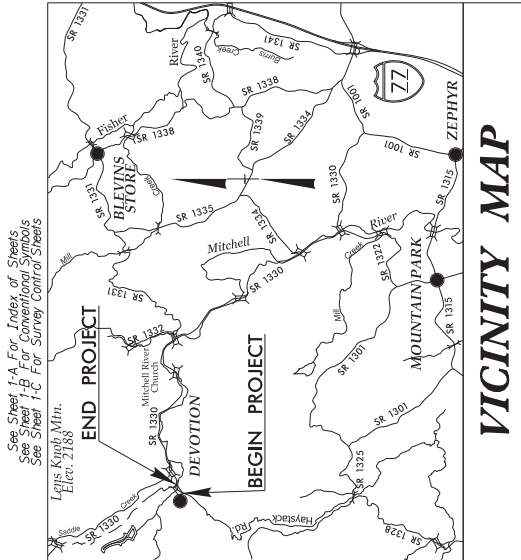 See Sheet 1-A For Index of Sheets
See Sheet 1-B For Conventional Symbols
See Sheet 1-C For Survey Control Sheets
Lens Knob Mtn.
Elev. 2188
END PROJECT
BEGIN PROJECT
DEVOTION
Mitchell River
Church
Saddle
Creek
SR 1330
SR 1330
SR 1332
SR 1331
Mill
SR 1331
BLEVINS
STORE
Creek
Fisher
River
SR 1331
SR 1338
SR 1340
Burns
Creek
SR 1341
SR 1338
SR 1339
SR 1334
SR 1335
SR 1334
Mitchell
River
SR 1330
SR 1330
77
SR 1001
SR 1001
ZEPHYR
SR 1315
MOUNTAIN PARK
SR 1315
SR 1322
Creek
Mill
SR 1301
SR 1301
SR 1325
Haystack
Rd.
SR 1328
VICINITY MAP